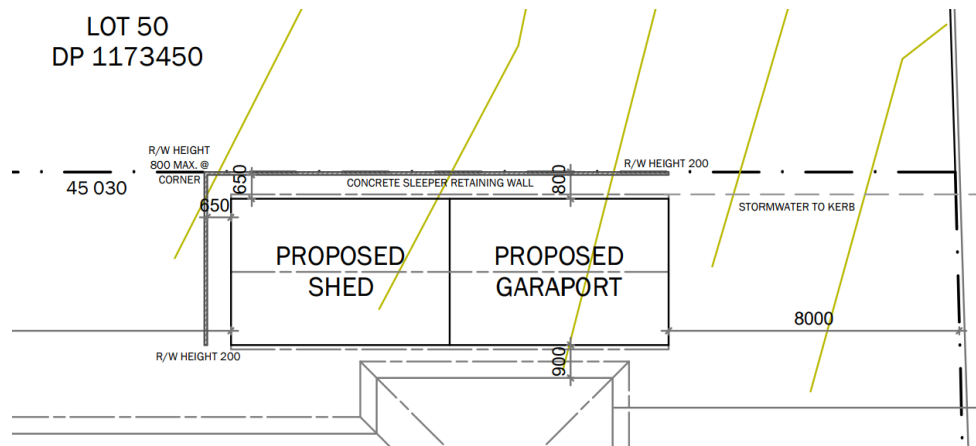 LOT 50
DP 1173450
R/W HEIGHT
800 MAX. @
CORNER
R/W HEIGHT 200
45 030
650
CONCRETE SLEEPER RETAINING WALL
800
650
STORMWATER TO KERB
PROPOSED
SHED
PROPOSED
GARAPORT
8000
R/W HEIGHT 200
900